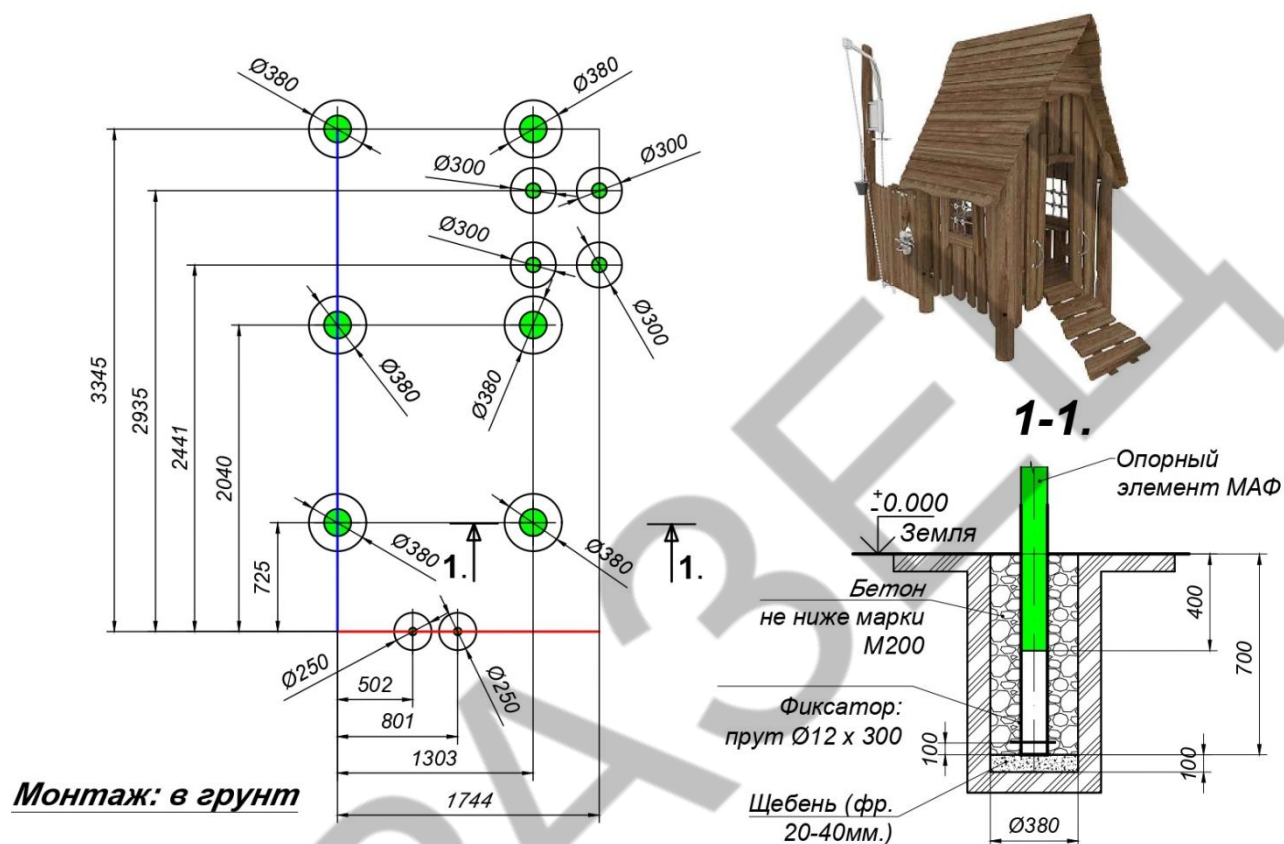 Ø380
Ø380
Ø300
Ø300
Ø300
Ø300
Ø380
Ø380
3345
2935
2441
2040
725
Ø380
Ø380
1.
1.
Ø250
Ø250
502
801
1303
1744
Монтаж: в грунт
1-1.
Опорный
элемент МАФ
±0.000
Земля
Бетон
не ниже марки
М200
Фиксатор:
прут Ø12 х 300
Щебень (фр.
20-40мм.)
400
700
100
100
Ø380
РАЗЕЦ